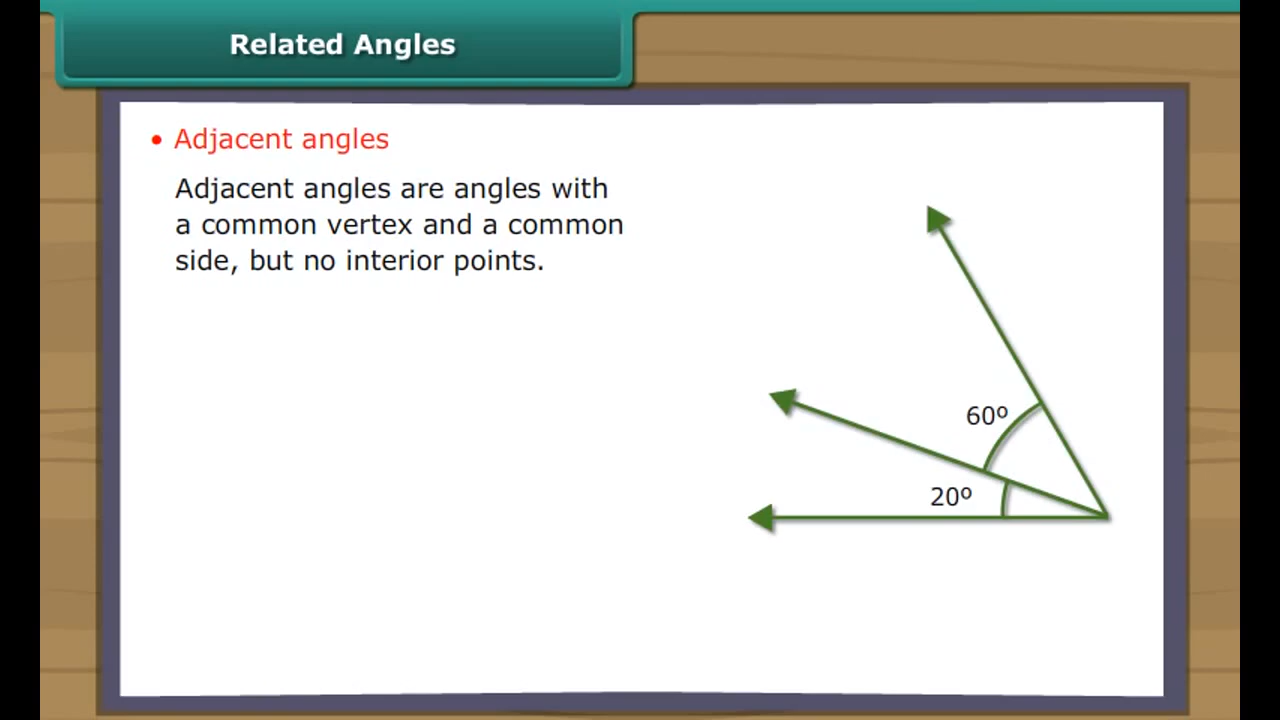 Related Angles
• Adjacent angles
Adjacent angles are angles with
a common vertex and a common
side, but no interior points.
60º
20º